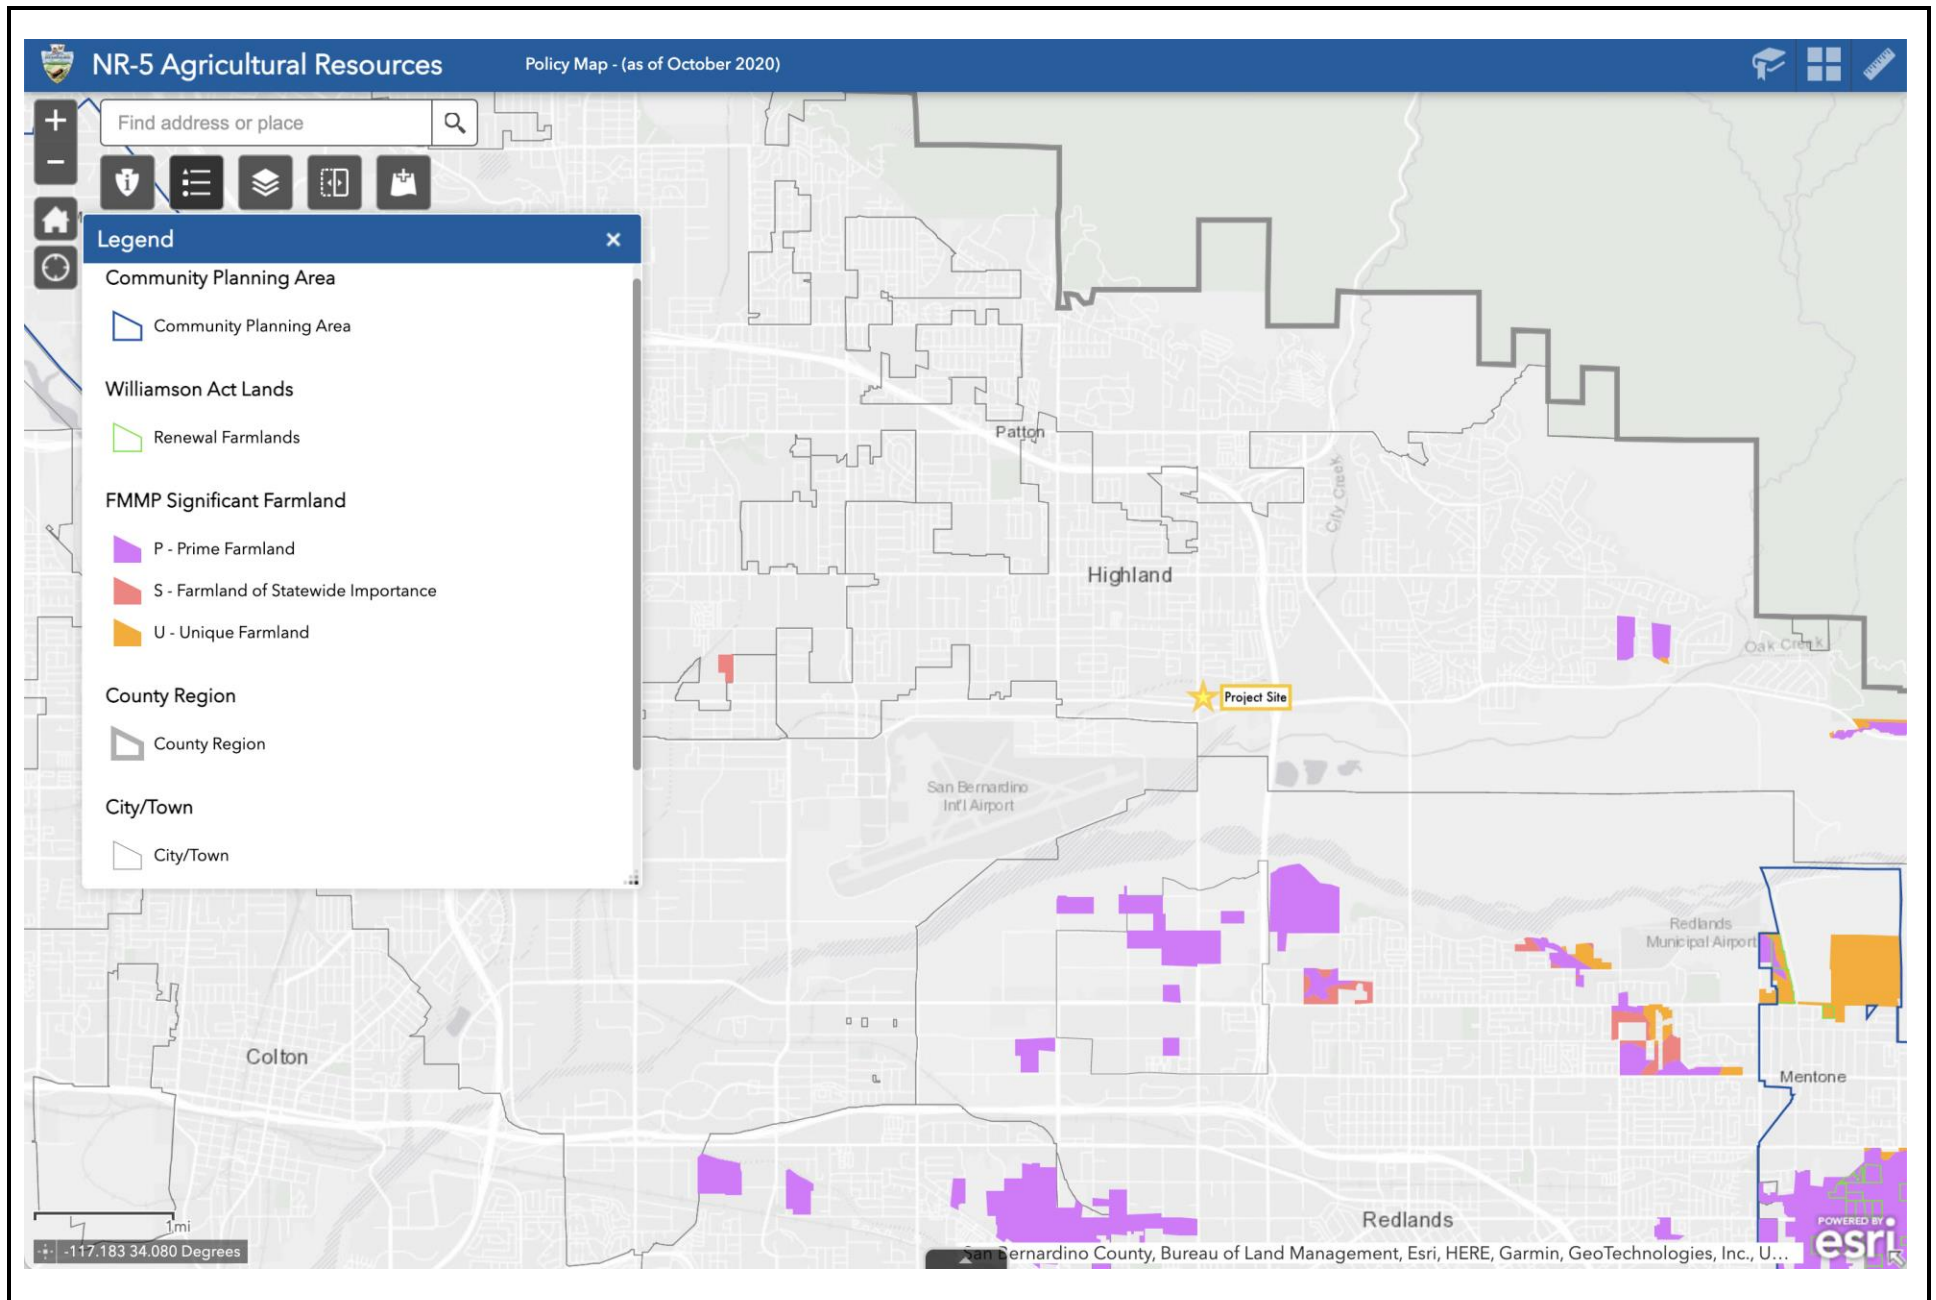 NR-5 Agricultural Resources
Policy Map - (as of October 2020)
+
Find address or place
−
Legend
×
Community Planning Area
Community Planning Area
Williamson Act Lands
Renewal Farmlands
FMMP Significant Farmland
P - Prime Farmland
S - Farmland of Statewide Importance
U - Unique Farmland
County Region
County Region
City/Town
City/Town
Patton
City Creek
Highland
Oak Creek
Project Site
San Bernardino
Int'l Airport
Redlands
Municipal Airport
Colton
Mentone
Redlands
1mi
-117.183 34.080 Degrees
San Bernardino County, Bureau of Land Management, Esri, HERE, Garmin, GeoTechnologies, Inc., U...
POWERED BY
esri